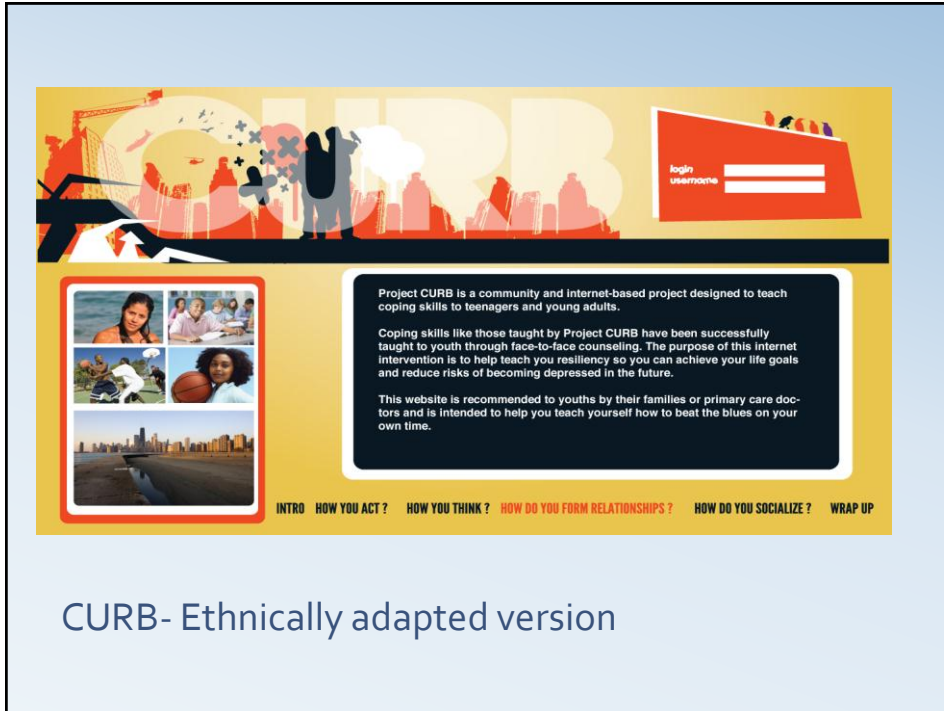 CURB
login
username
Project CURB is a community and internet-based project designed to teach
coping skills to teenagers and young adults.
Coping skills like those taught by Project CURB have been successfully
taught to youth through face-to-face counseling. The purpose of this internet
intervention is to help teach you resiliency so you can achieve your life goals
and reduce risks of becoming depressed in the future.
This website is recommended to youths by their families or primary care doc-
tors and is intended to help you teach yourself how to beat the blues on your
own time.
INTRO HOW YOU ACT ? HOW YOU THINK ? HOW DO YOU FORM RELATIONSHIPS ? HOW DO YOU SOCIALIZE ? WRAP UP
CURB- Ethnically adapted version